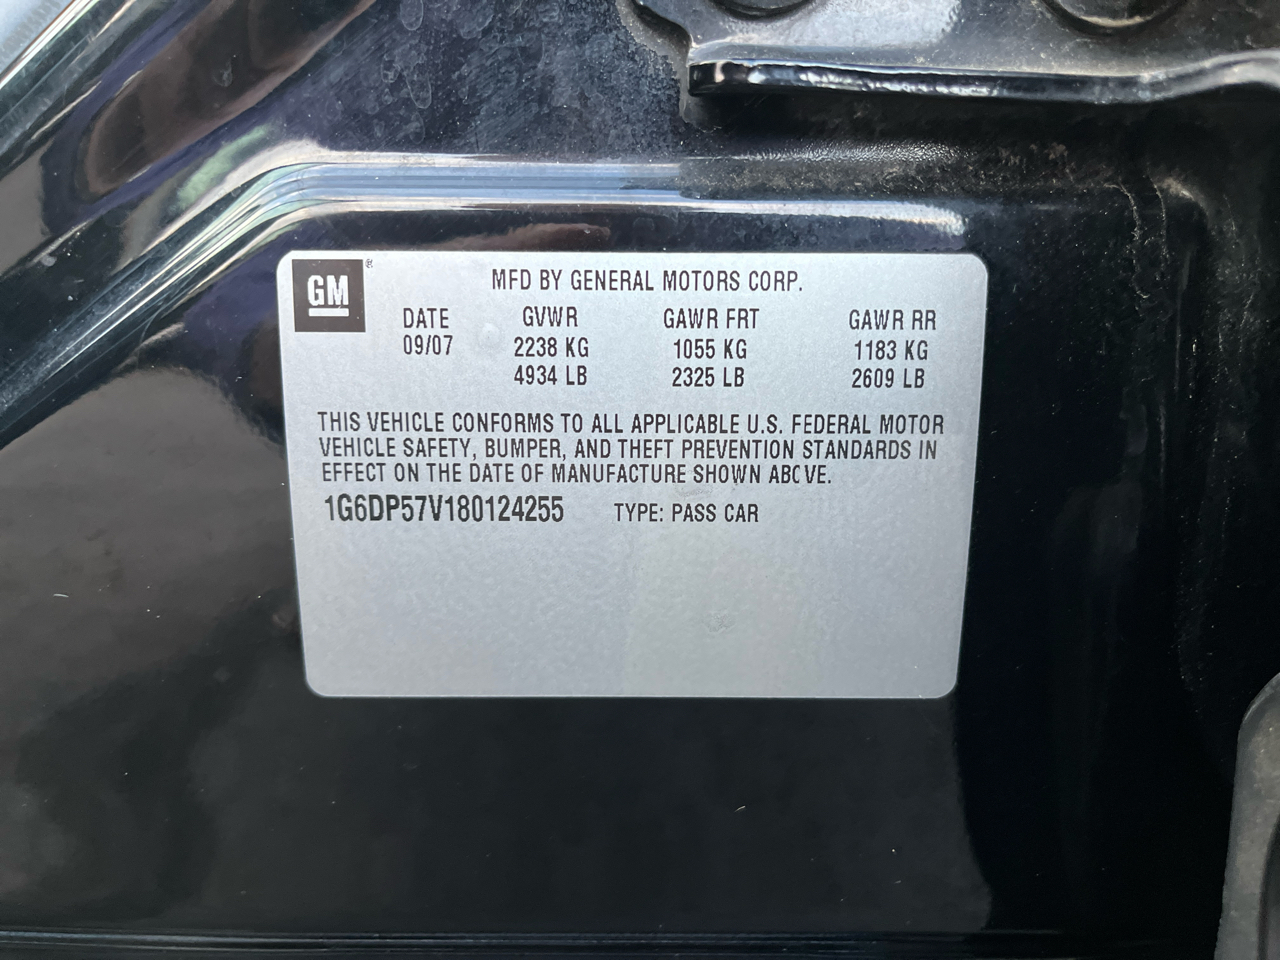 GM ®
MFD BY GENERAL MOTORS CORP.
DATE GVWR GAWR FRT GAWR RR
09/07 2238 KG 1055 KG 1183 KG
4934 LB 2325 LB 2609 LB
THIS VEHICLE CONFORMS TO ALL APPLICABLE U.S. FEDERAL MOTOR
VEHICLE SAFETY, BUMPER, AND THEFT PREVENTION STANDARDS IN
EFFECT ON THE DATE OF MANUFACTURE SHOWN ABOVE.
1G6DP57V180124255 TYPE: PASS CAR